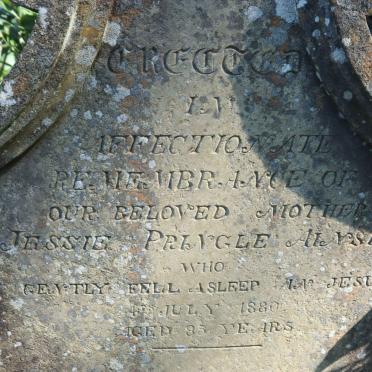 ERECTED
IN
AFFECTIONATE
REMEMBRANCE OF
OUR BELOVED MOTHER
JESSIE PRINGLE
WHO
GENTLY FELL ASLEEP IN JESU
JULY 1880
AGED 85 YEARS